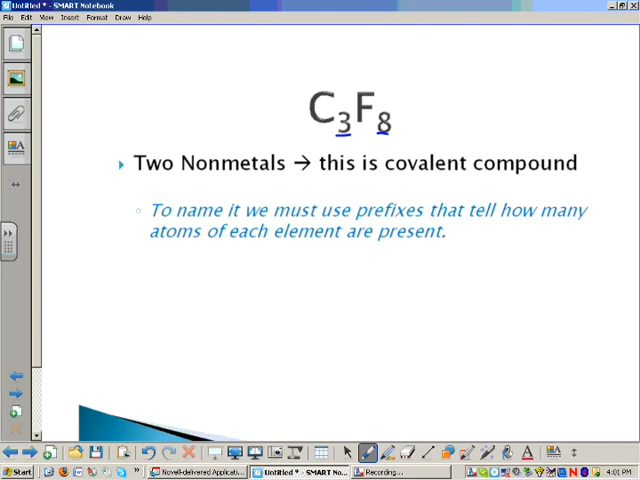 Untitled * - SMART Notebook
File Edit View Insert Format Draw Help
C₃F₈
Two Nonmetals → this is covalent compound
To name it we must use prefixes that tell how many
atoms of each element are present.
Start
Novell-delivered Applicati...
Untitled * - SMART No...
Recording...
4:01 PM